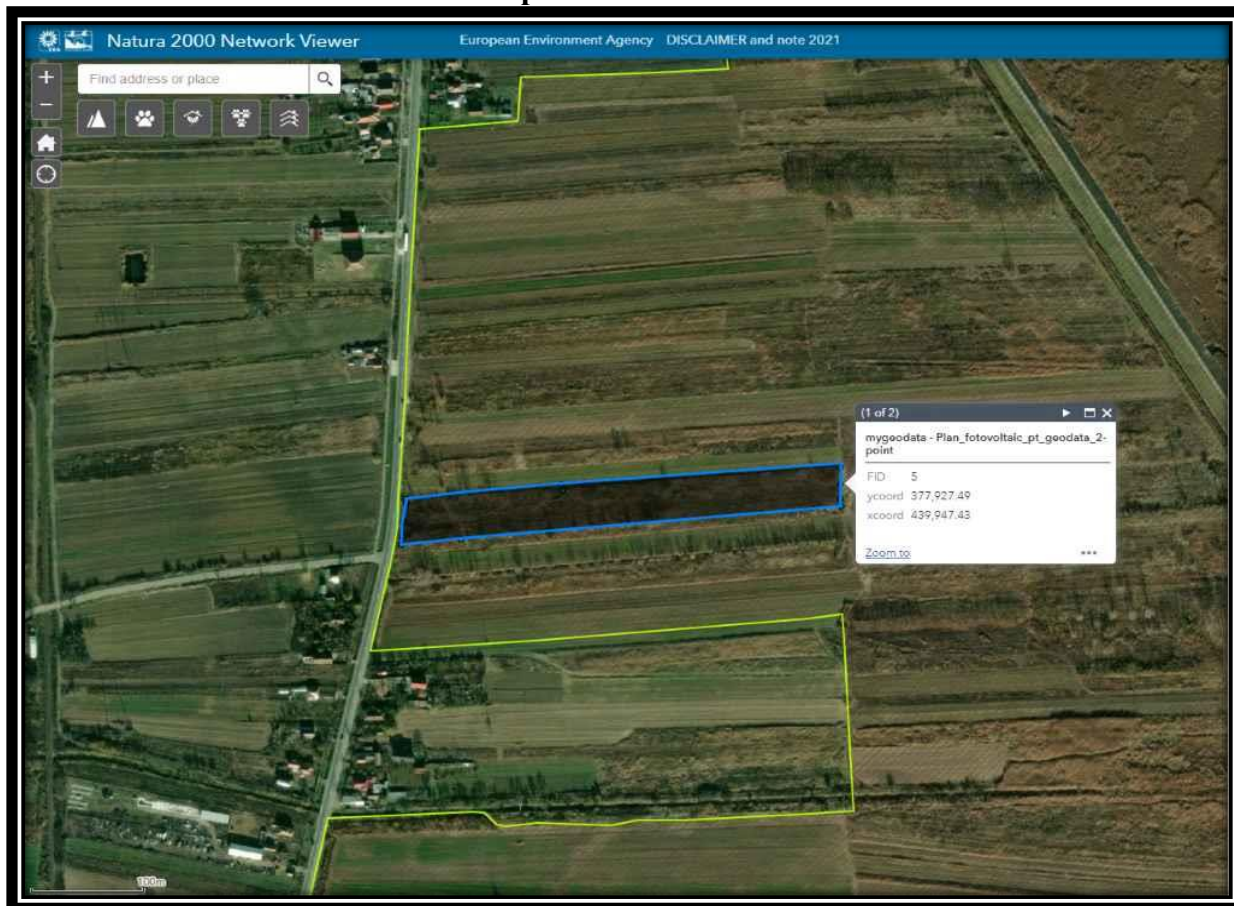 Natura 2000 Network Viewer
European Environment Agency DISCLAIMER and note 2021
+
Find address or place
−
(1 of 2)
mygeodata - Plan_fotovoltaic_pt_geodata_2-
point
FID 5
ycoord 377,927.49
xcoord 439,947.43
Zoom to
100m